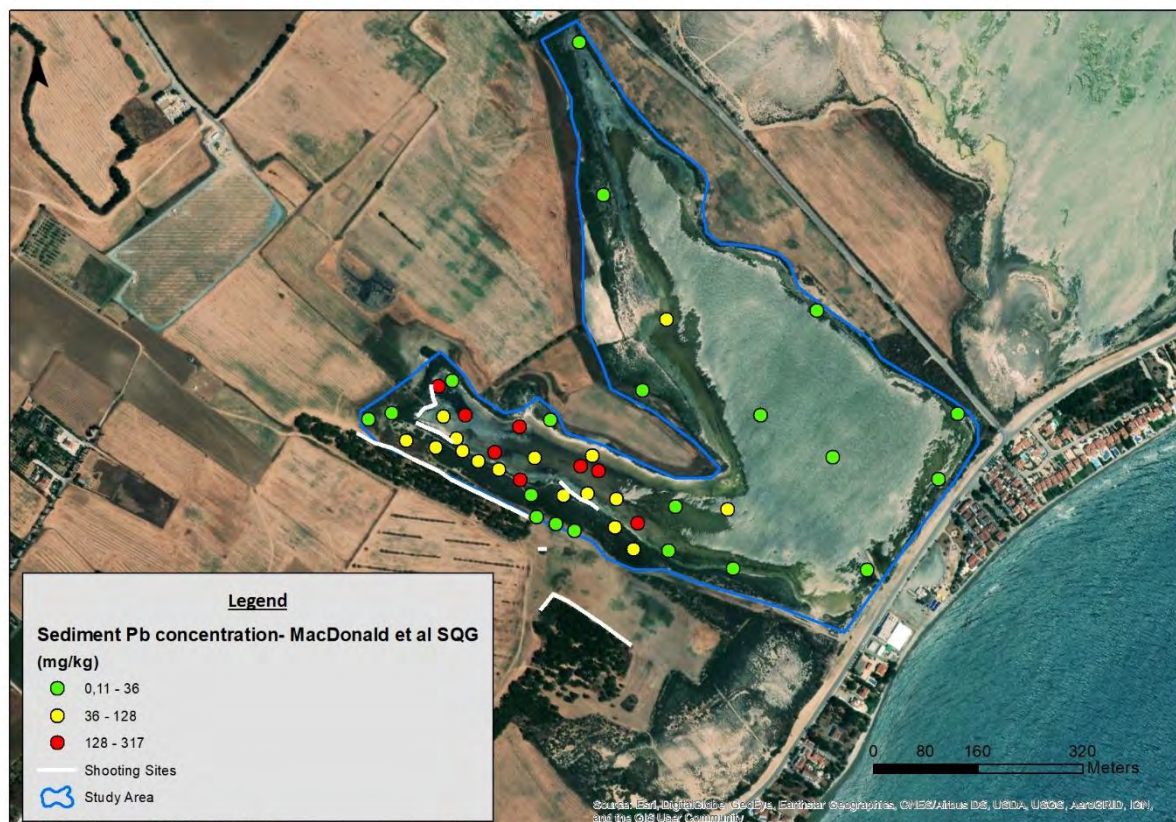 Legend
Sediment Pb concentration- MacDonald et al SQG
(mg/kg)
0,11 - 36
36 - 128
128 - 317
Shooting Sites
Study Area
0 80 160 320
Meters
Source: Esri, DigitalGlobe, GeoEye, Earthstar Geographics, CNES/Airbus DS, USDA, USGS, AeroGRID, IGN,
and the GIS User Community